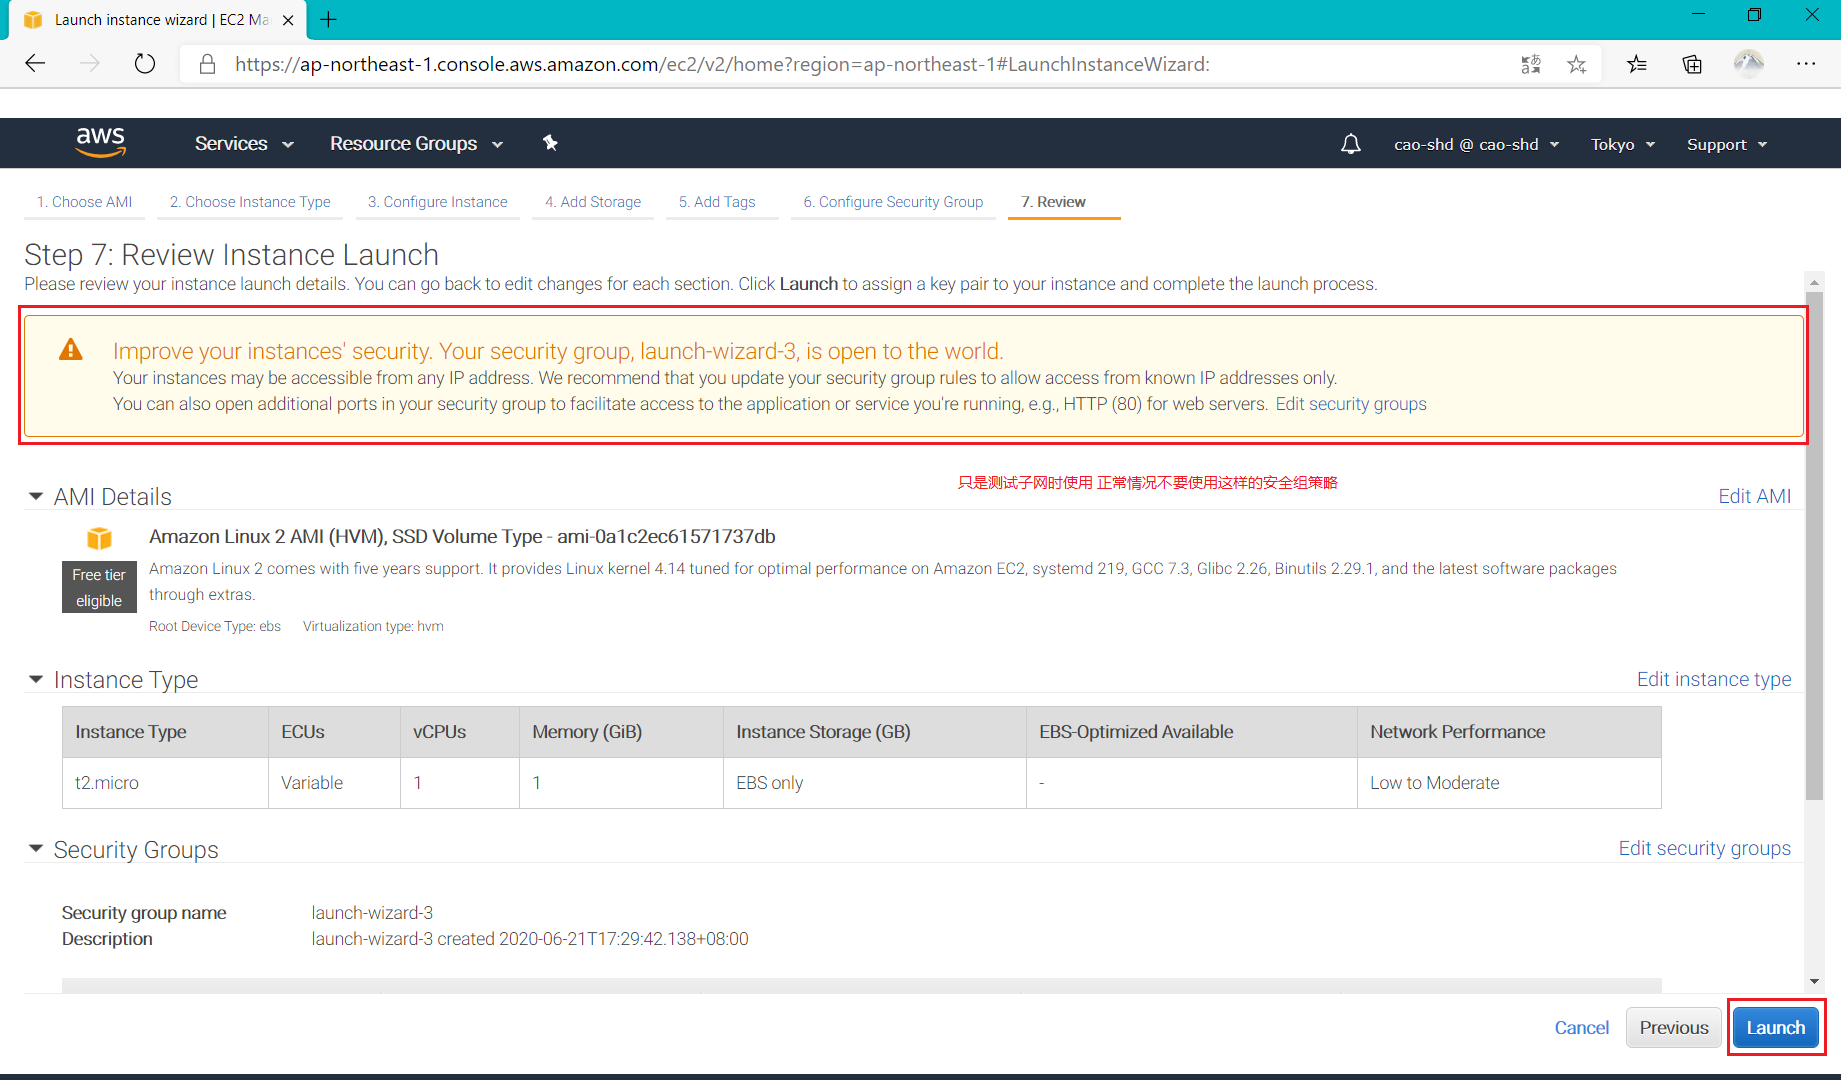 Launch instance wizard | EC2 Ma
https://ap-northeast-1.console.aws.amazon.com/ec2/v2/home?region=ap-northeast-1#LaunchInstanceWizard:
aws
Services
Resource Groups
cao-shd @ cao-shd
Tokyo
Support
1. Choose AMI
2. Choose Instance Type
3. Configure Instance
4. Add Storage
5. Add Tags
6. Configure Security Group
7. Review
Step 7: Review Instance Launch
Please review your instance launch details. You can go back to edit changes for each section. Click Launch to assign a key pair to your instance and complete the launch process.
Improve your instances' security. Your security group, launch-wizard-3, is open to the world.
Your instances may be accessible from any IP address. We recommend that you update your security group rules to allow access from known IP addresses only.
You can also open additional ports in your security group to facilitate access to the application or service you're running, e.g., HTTP (80) for web servers. Edit security groups
只是测试子网时使用 正常情况不要使用这样的安全组策略
AMI Details
Edit AMI
Amazon Linux 2 AMI (HVM), SSD Volume Type - ami-0a1c2ec61571737db
Free tier
eligible
Amazon Linux 2 comes with five years support. It provides Linux kernel 4.14 tuned for optimal performance on Amazon EC2, systemd 219, GCC 7.3, Glibc 2.26, Binutils 2.29.1, and the latest software packages
through extras.
Root Device Type: ebs Virtualization type: hvm
Instance Type
Edit instance type
Instance Type ECUs vCPUs Memory (GiB) Instance Storage (GB) EBS-Optimized Available Network Performance
t2.micro Variable 1 1 EBS only - Low to Moderate
Security Groups
Edit security groups
Security group name launch-wizard-3
Description launch-wizard-3 created 2020-06-21T17:29:42.138+08:00
Cancel
Previous
Launch